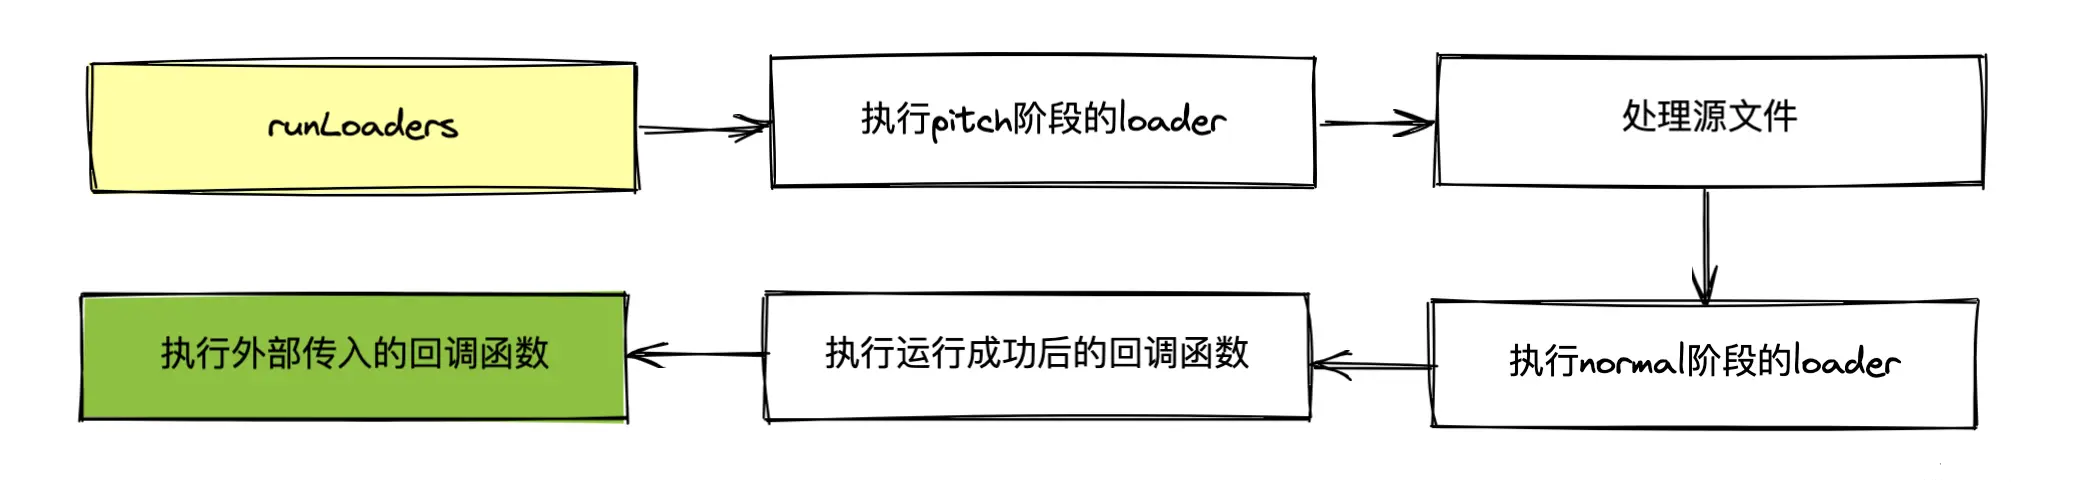 runLoaders
执行pitch阶段的loader
处理源文件
执行normal阶段的loader
执行运行成功后的回调函数
执行外部传入的回调函数